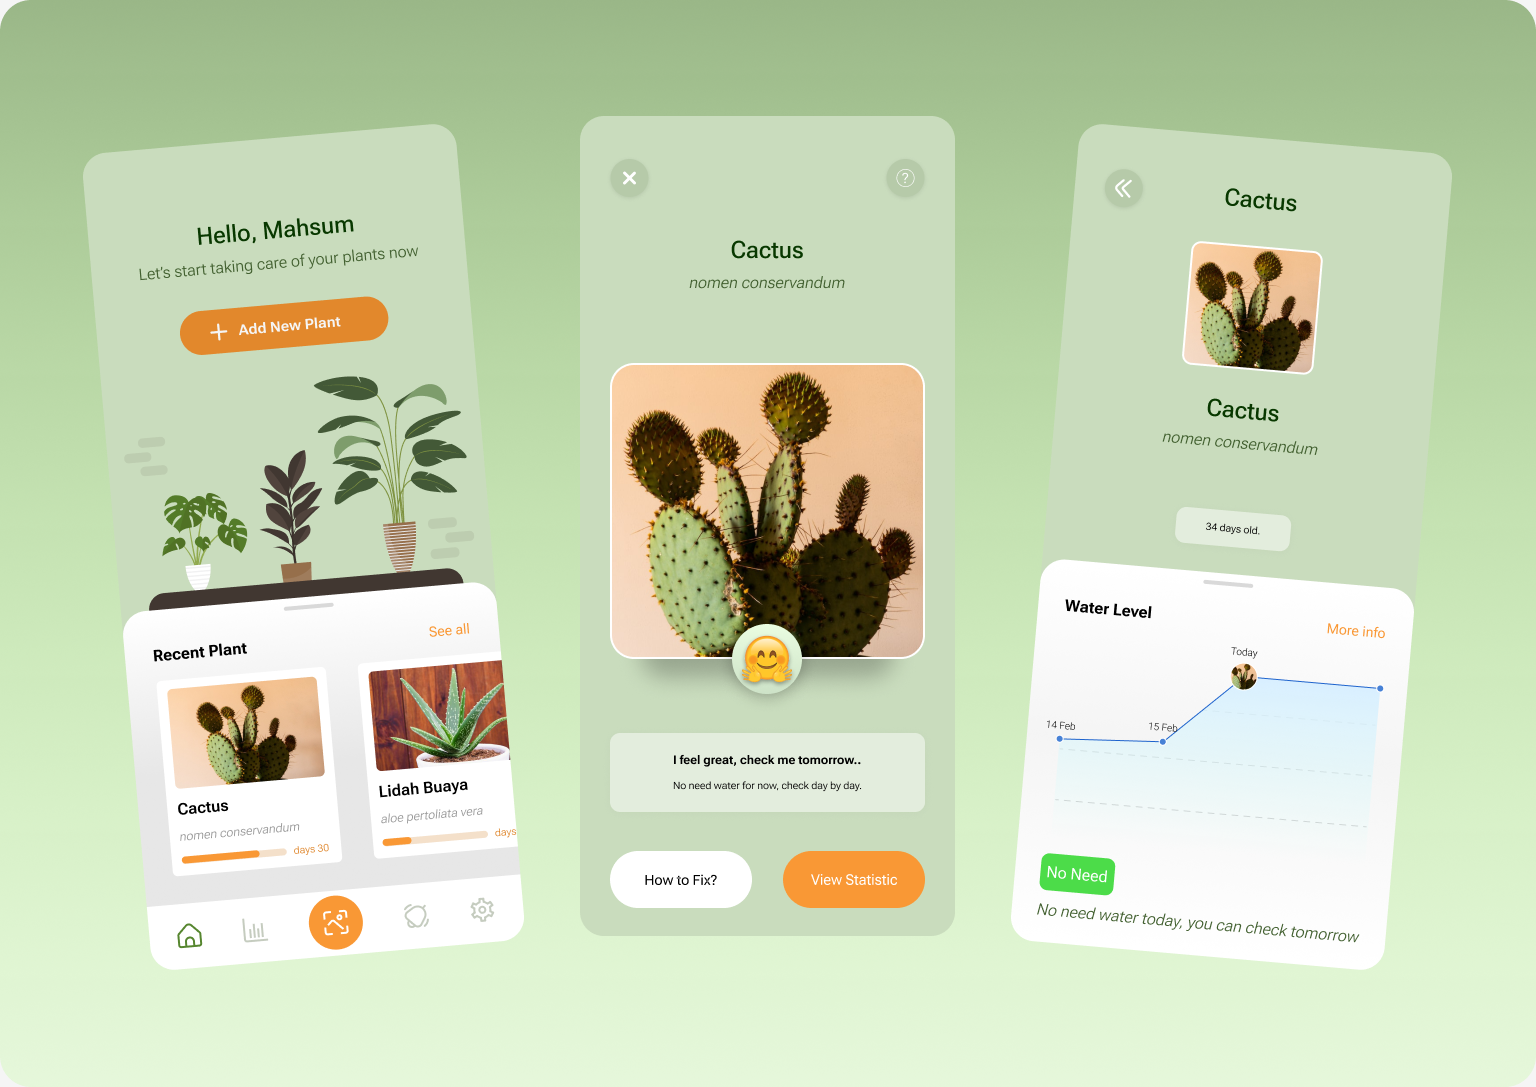 Hello, Mahsum
Let's start taking care of your plants now
Add New Plant
Recent Plant
See all
Cactus
nomen conservandum
days 30
Lidah Buaya
aloe pertoliata vera
days
?
Cactus
nomen conservandum
I feel great, check me tomorrow..
No need water for now, check day by day.
How to Fix?
View Statistic
Cactus
Cactus
nomen conservandum
34 days old.
Water Level
More info
Today
14 Feb
15 Feb
No Need
No need water today, you can check tomorrow